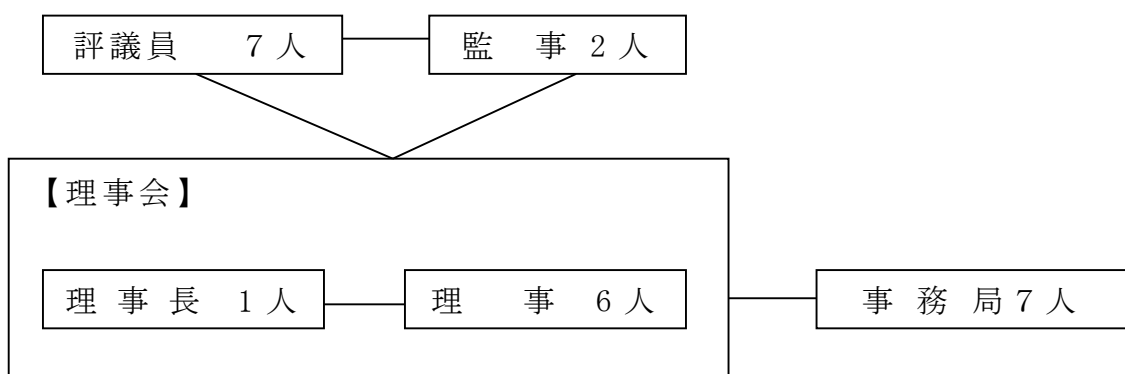 評議員　　７人
監　事 2人
【理事会】
理 事 長　1人
理　　事　6人
事 務 局７人